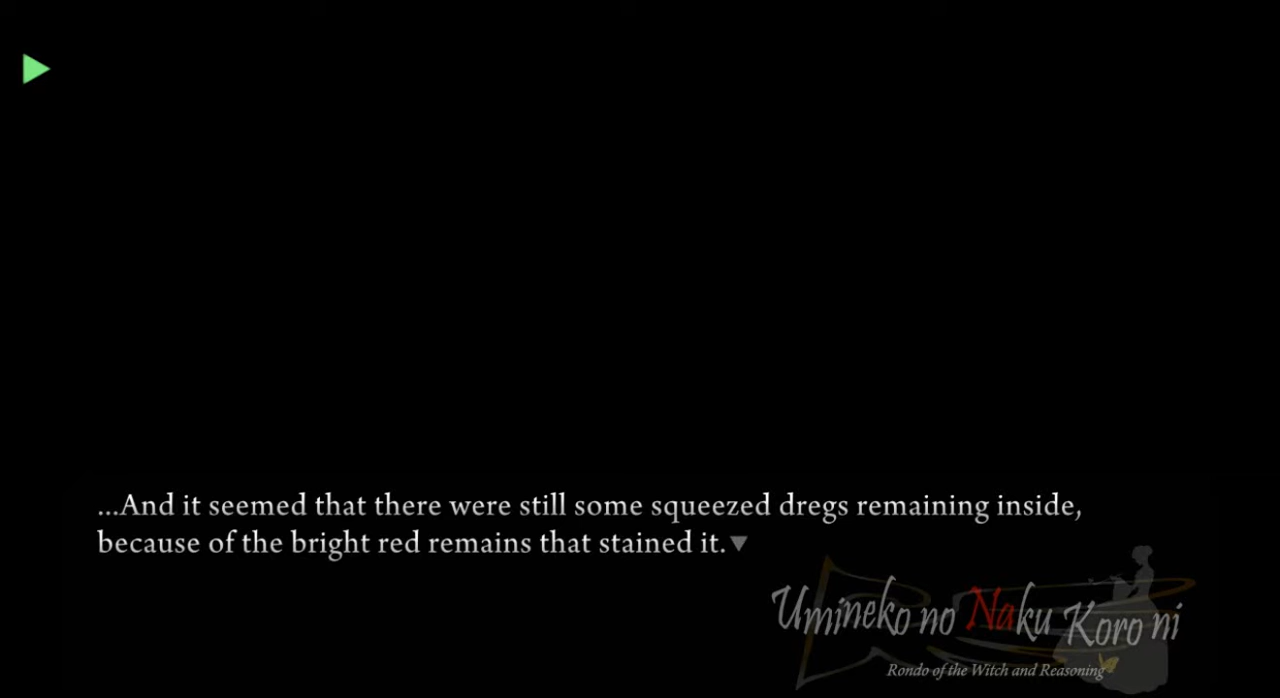 ...And it seemed that there were still some squeezed dregs remaining inside,
because of the bright red remains that stained it.
Umineko no Naku Koro ni
Rondo of the Witch and Reasoning